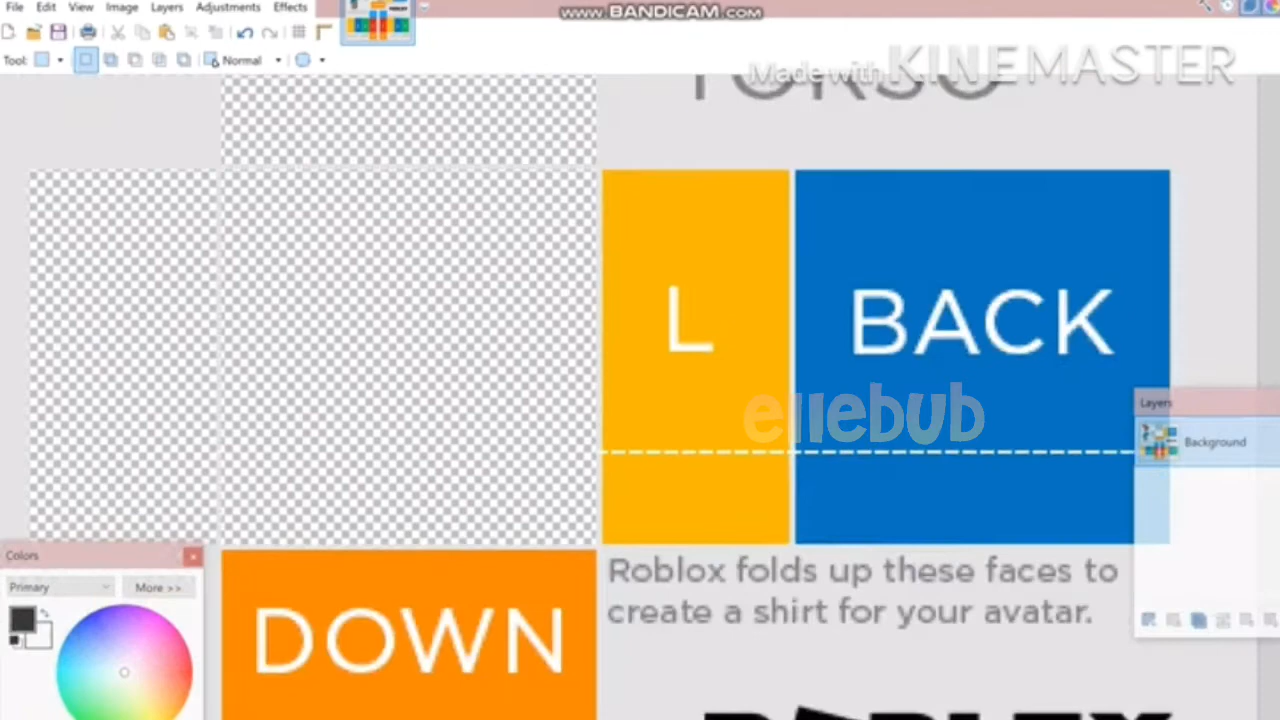 File Edit View Image Layers Adjustments Effects
www.BANDICAM.com
Tool: Normal
Made with KINEMASTER
TORSO
L BACK
ellebub
Layers
Background
Colors
Primary More >>
DOWN
Roblox folds up these faces to
create a shirt for your avatar.